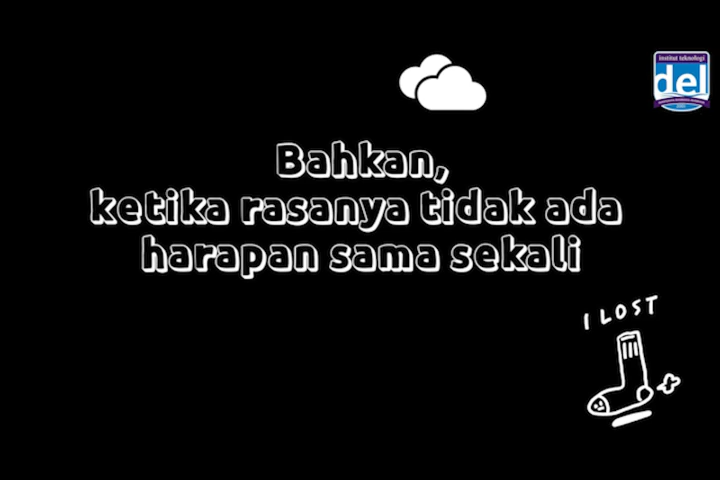 institut teknologi
del
Bahkan,
ketika rasanya tidak ada
harapan sama sekali
I LOST